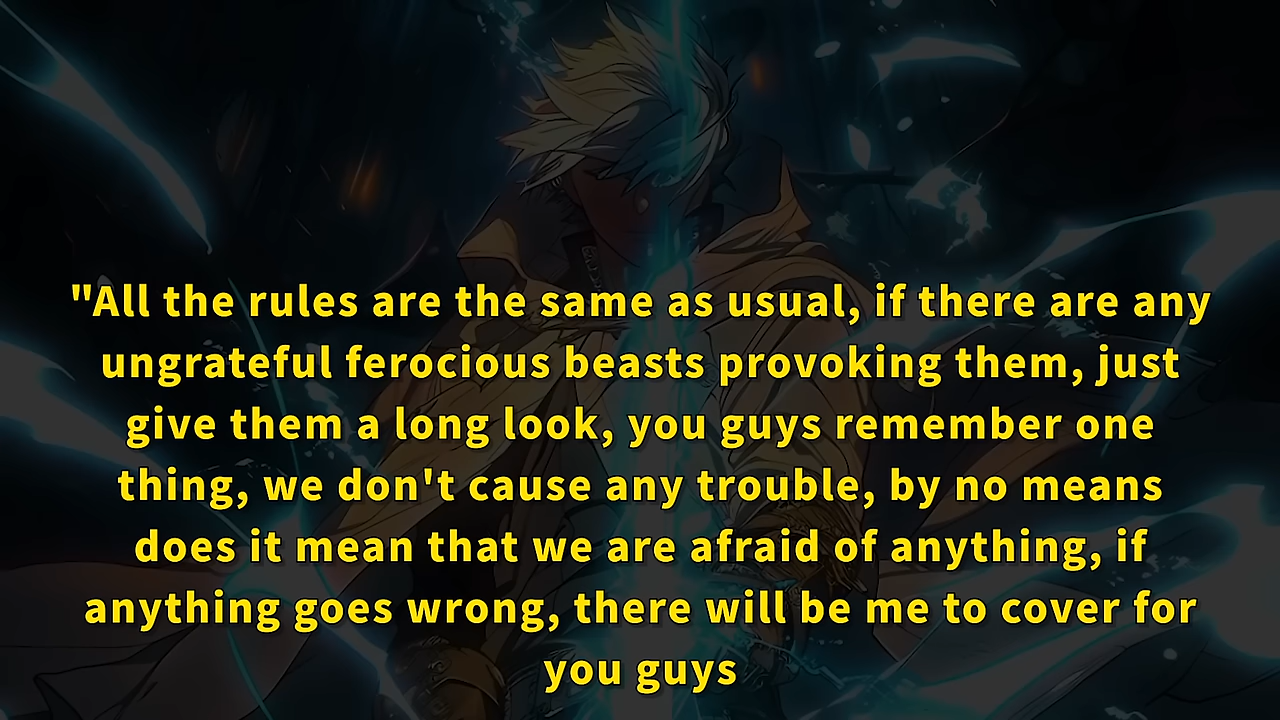 "All the rules are the same as usual, if there are any
ungrateful ferocious beasts provoking them, just
give them a long look, you guys remember one
thing, we don't cause any trouble, by no means
does it mean that we are afraid of anything, if
anything goes wrong, there will be me to cover for
you guys